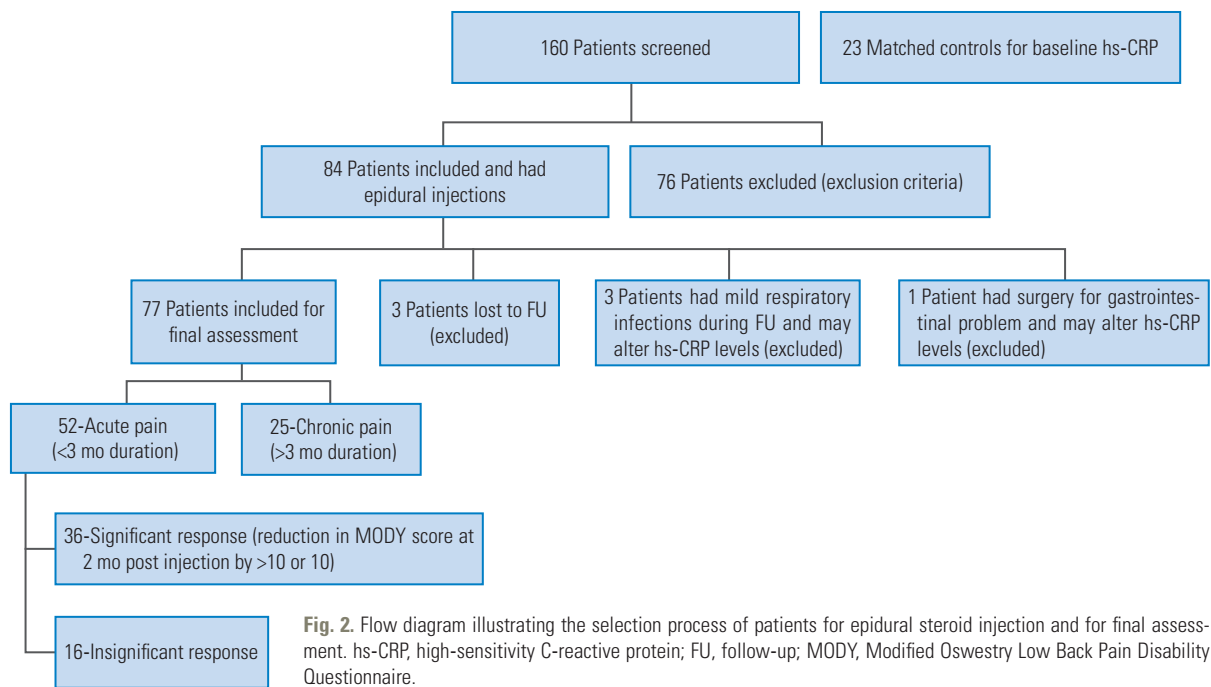 160 Patients screened
23 Matched controls for baseline hs-CRP
84 Patients included and had
epidural injections
76 Patients excluded (exclusion criteria)
77 Patients included for
final assessment
3 Patients lost to FU
(excluded)
3 Patients had mild respiratory
infections during FU and may
alter hs-CRP levels (excluded)
1 Patient had surgery for gastrointes-
tinal problem and may alter hs-CRP
levels (excluded)
52-Acute pain
(<3 mo duration)
25-Chronic pain
(>3 mo duration)
36-Significant response (reduction in MODY score at
2 mo post injection by >10 or 10)
16-Insignificant response
Fig. 2. Flow diagram illustrating the selection process of patients for epidural steroid injection and for final assess-
ment. hs-CRP, high-sensitivity C-reactive protein; FU, follow-up; MODY, Modified Oswestry Low Back Pain Disability
Questionnaire.